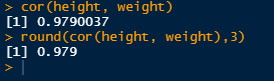 > cor(height, weight)
[1] 0.9790037
> round(cor(height, weight),3)
[1] 0.979
>